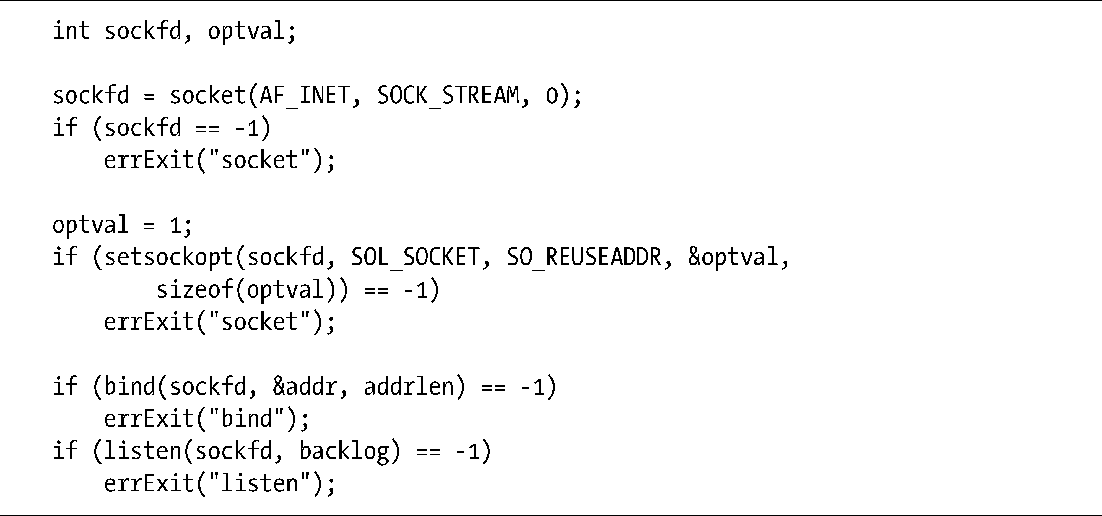 int sockfd, optval;
sockfd = socket(AF_INET, SOCK_STREAM, 0);
if (sockfd == -1)
errExit("socket");
optval = 1;
if (setsockopt(sockfd, SOL_SOCKET, SO_REUSEADDR, &optval,
sizeof(optval)) == -1)
errExit("socket");
if (bind(sockfd, &addr, addrlen) == -1)
errExit("bind");
if (listen(sockfd, backlog) == -1)
errExit("listen");